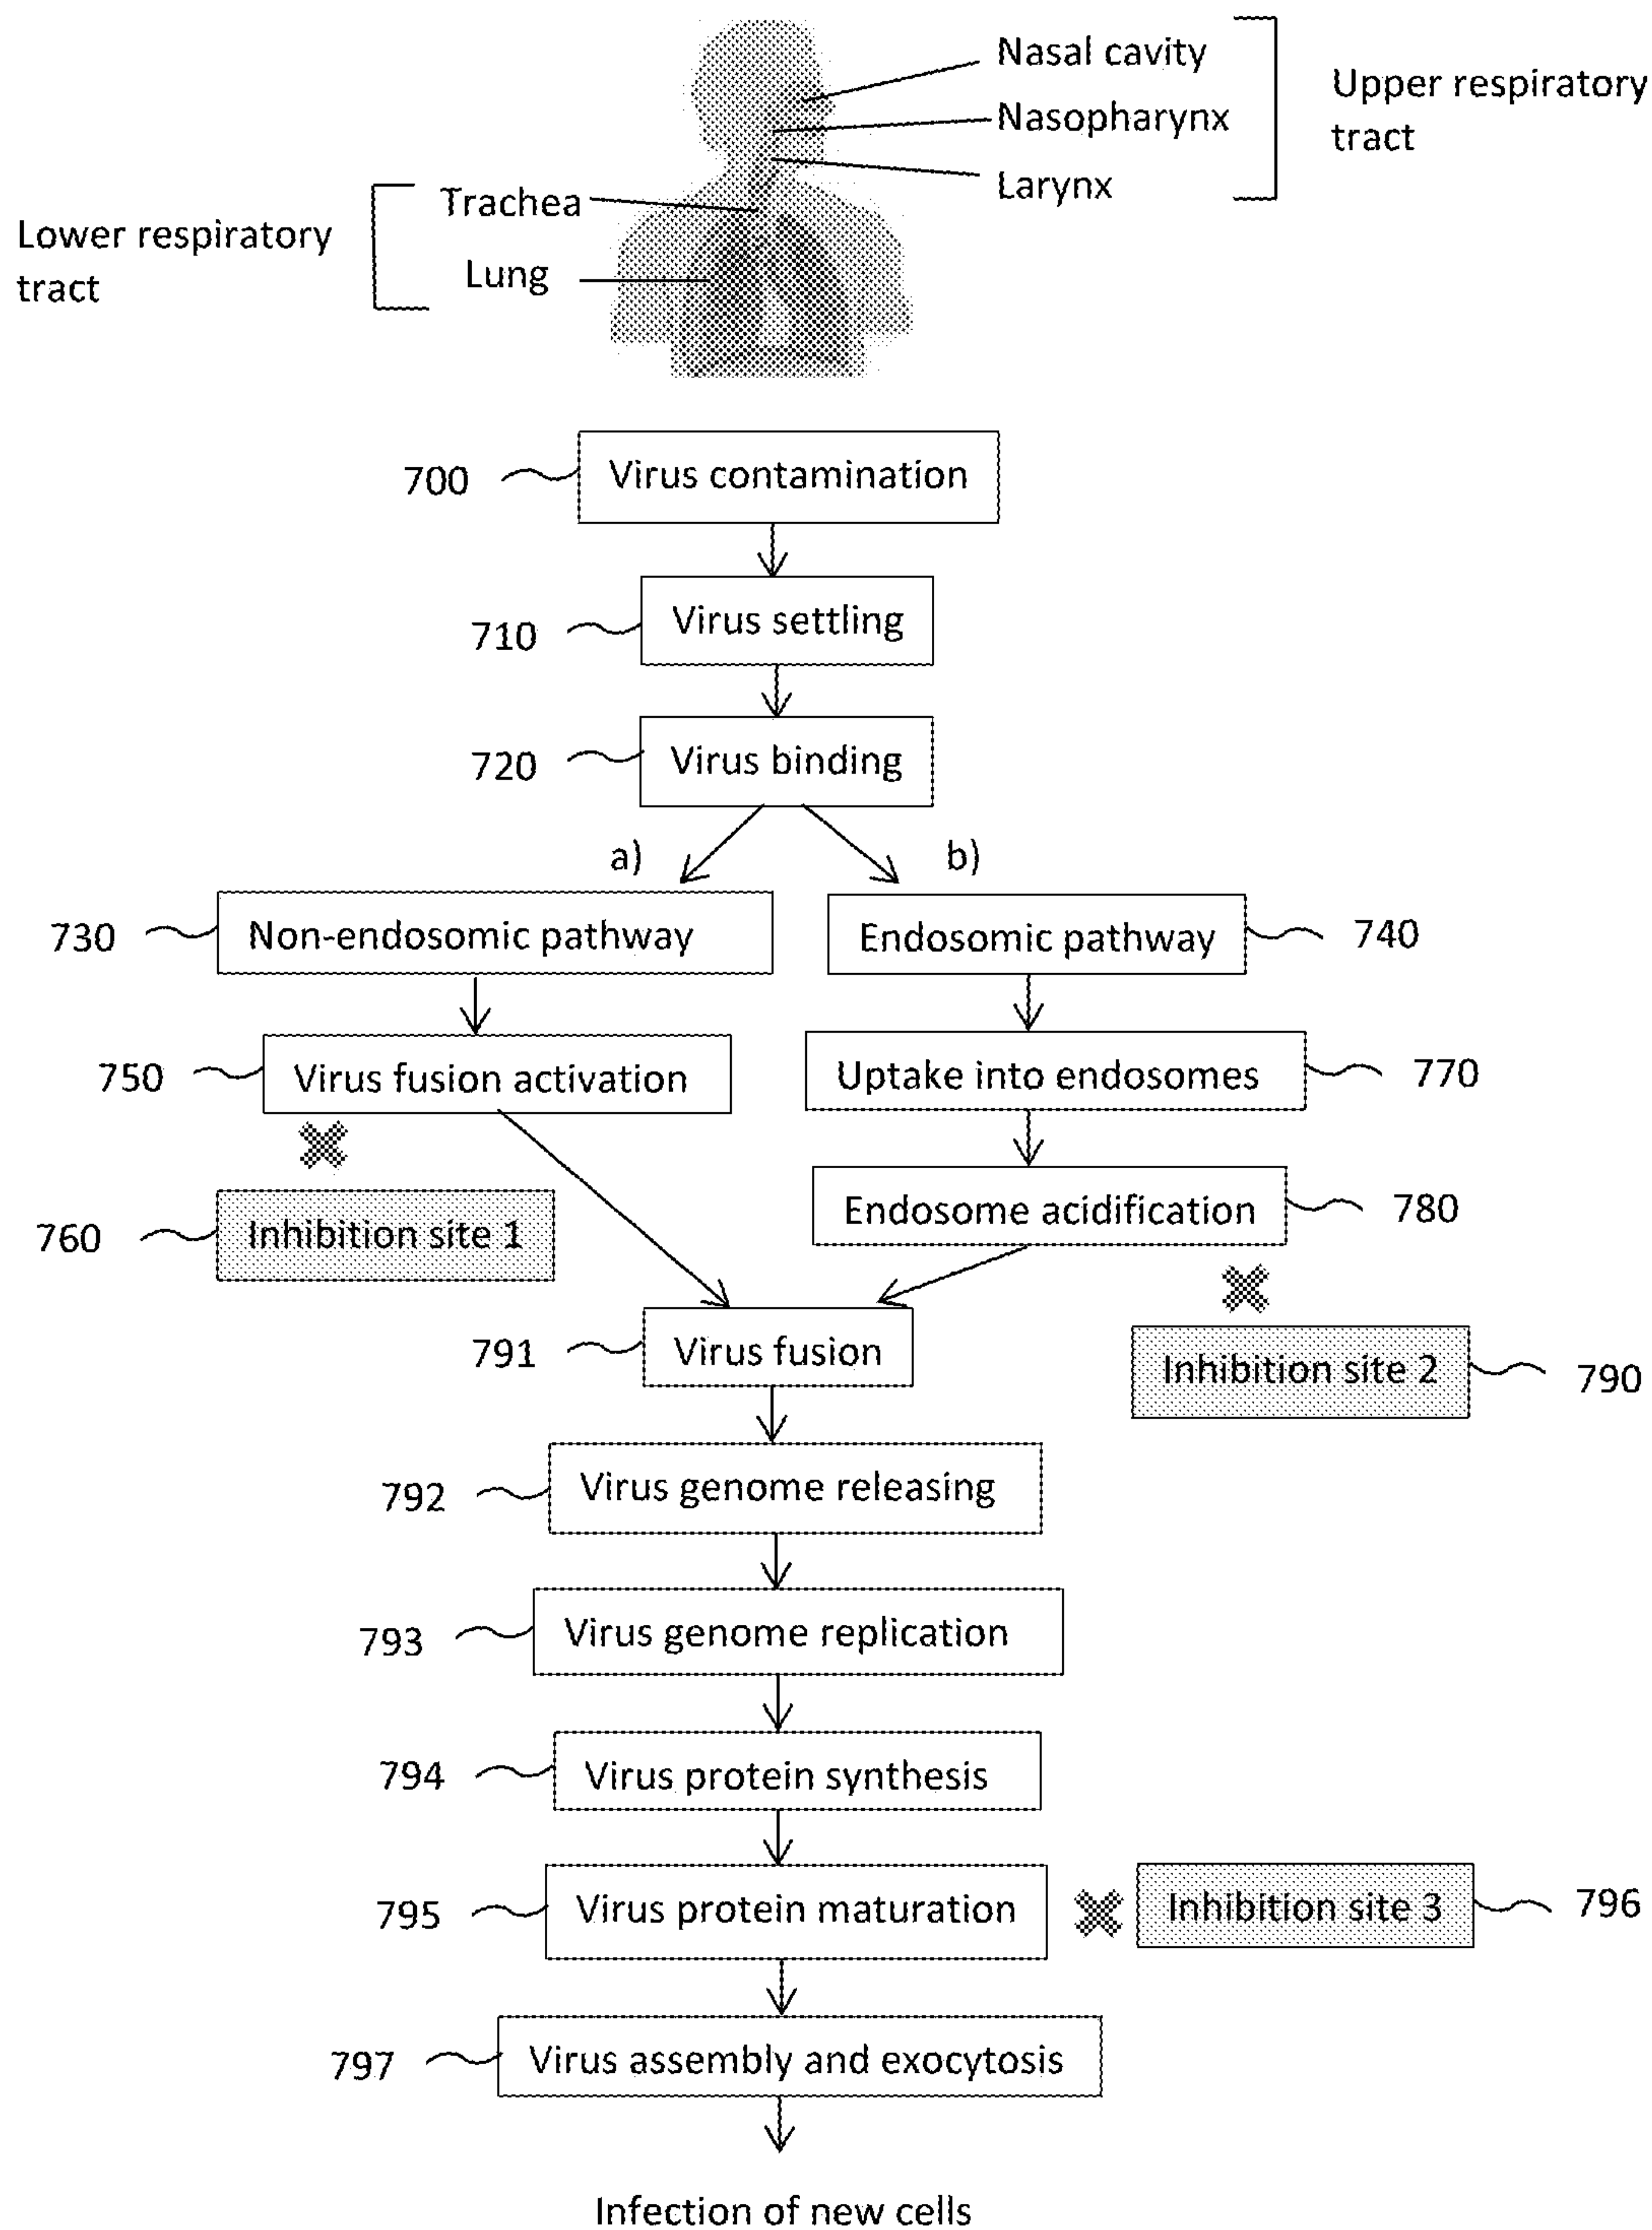 Nasal cavity
Nasopharynx
Larynx
Upper respiratory
tract
Trachea
Lung
Lower respiratory
tract
700
Virus contamination
710
Virus settling
720
Virus binding
a)
b)
730
Non-endosomic pathway
Endosomic pathway
740
750
Virus fusion activation
Uptake into endosomes
770
760
Inhibition site 1
Endosome acidification
780
791
Virus fusion
Inhibition site 2
790
792
Virus genome releasing
793
Virus genome replication
794
Virus protein synthesis
795
Virus protein maturation
Inhibition site 3
796
797
Virus assembly and exocytosis
Infection of new cells